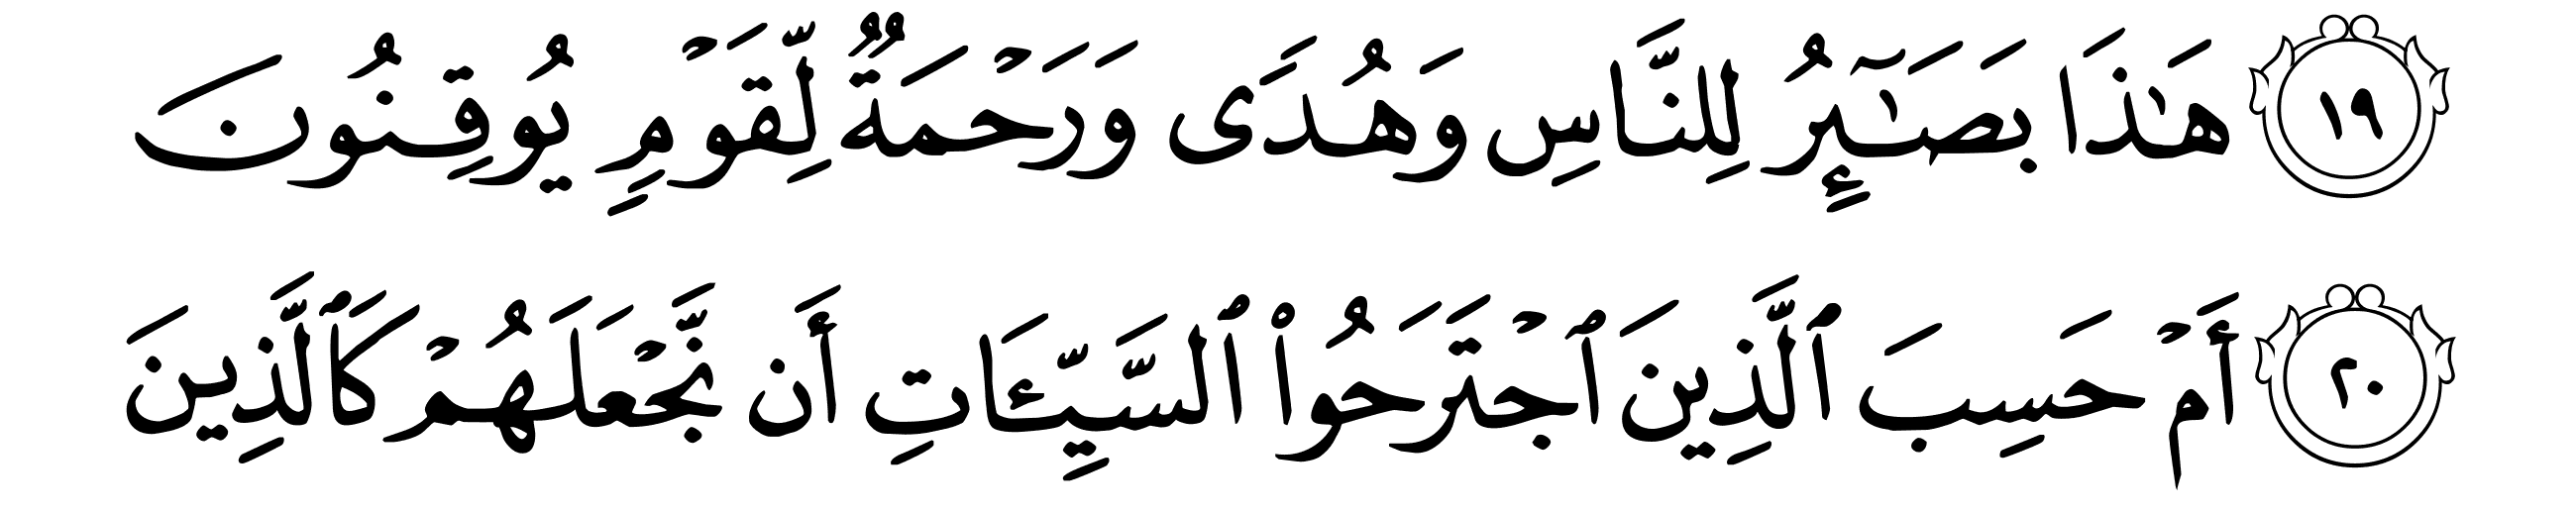 ١٩ هَٰذَا بَصَـٰٓئِرُ لِلنَّاسِ وَهُدًى وَرَحْمَةٌ لِّقَوْمٍ يُوقِنُونَ
٢٠ أَمْ حَسِبَ ٱلَّذِينَ ٱجْتَرَحُوا۟ ٱلسَّيِّـَٔاتِ أَن نَّجْعَلَهُمْ كَٱلَّذِينَ